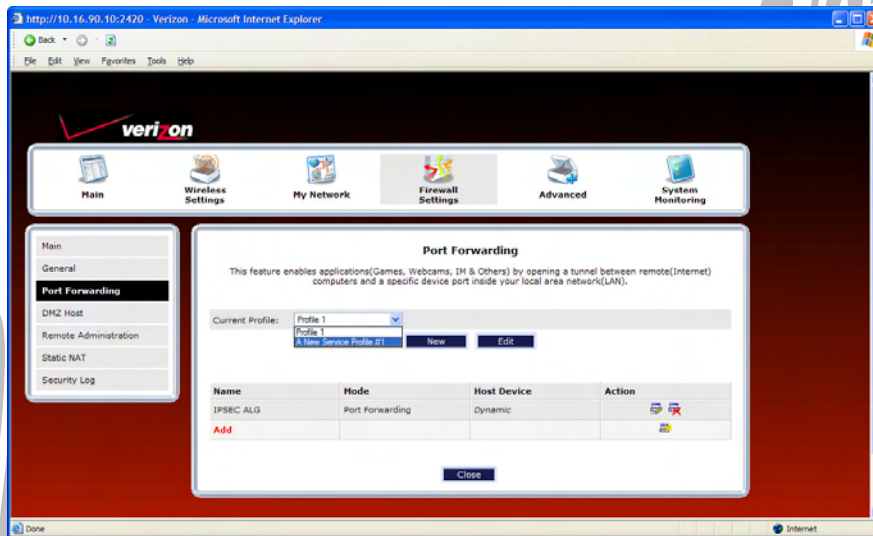 http://10.16.90.10:2420 - Verizon - Microsoft Internet Explorer
Back
File Edit View Favorites Tools Help
verizon
Main
Wireless Settings
My Network
Firewall Settings
Advanced
System Monitoring
Main
General
Port Forwarding
DMZ Host
Remote Administration
Static NAT
Security Log
Port Forwarding
This feature enables applications(Games, Webcams, IM & Others) by opening a tunnel between remote(Internet)
computers and a specific device port inside your local area network(LAN).
Current Profile: Profile 1
Profile 1
A New Service Profile #1
New Edit
Name Mode Host Device Action
IPSEC ALG Port Forwarding Dynamic
Add
Close
Done Internet